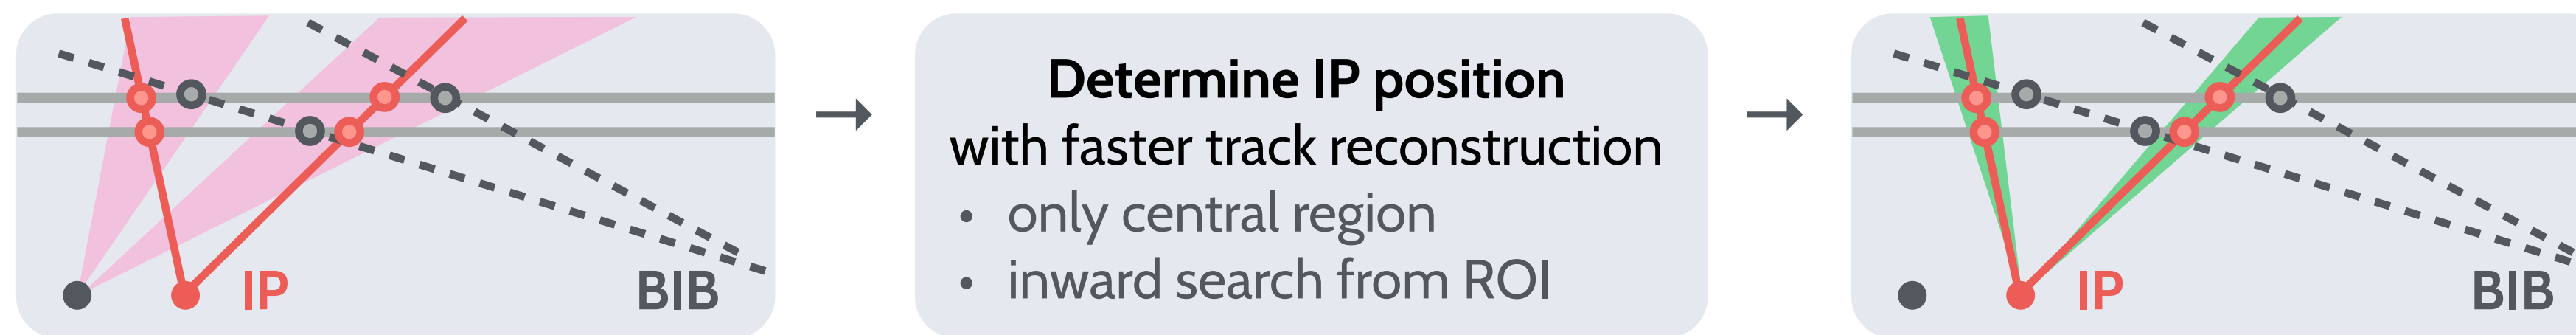 IP
BIB
Determine IP position
with faster track reconstruction
• only central region
• inward search from ROI
IP
BIB